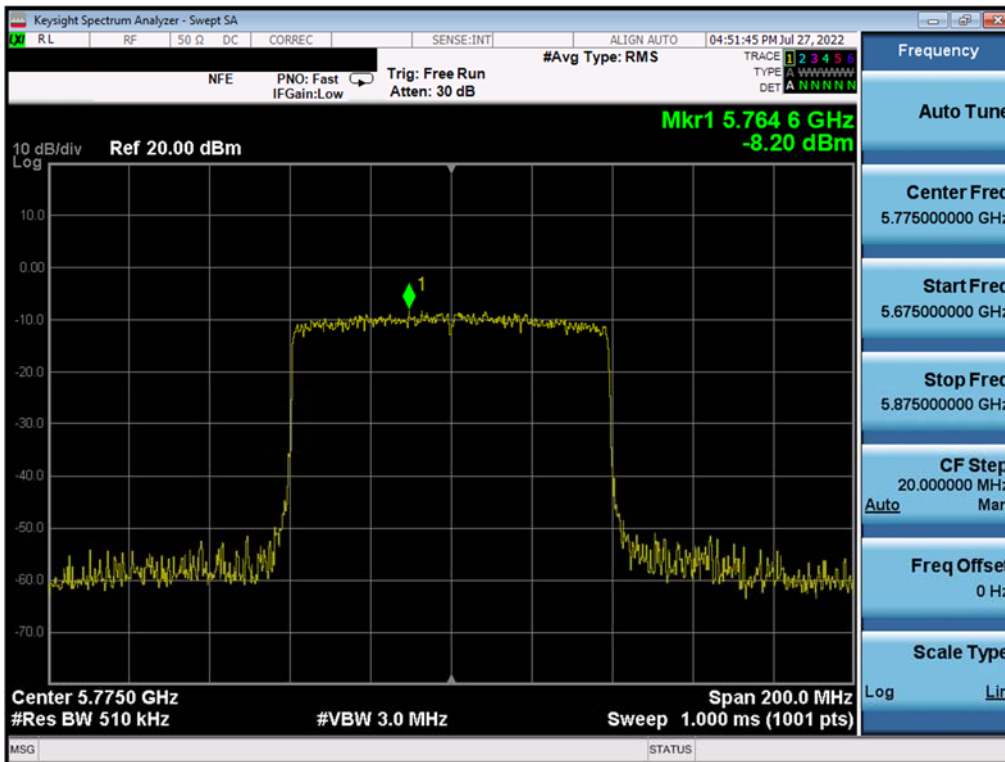 Keysight Spectrum Analyzer - Swept SA
LXI RL RF 50 Ω DC CORREC SENSE:INT ALIGN AUTO 04:51:45 PM Jul 27, 2022
NFE PNO: Fast Trig: Free Run #Avg Type: RMS TRACE 1 2 3 4 5 6
IFGain:Low Atten: 30 dB TYPE A WWWWW
DET A N N N N N
Mkr1 5.764 6 GHz
-8.20 dBm
10 dB/div Ref 20.00 dBm
Log
10.0
0.00
-10.0
-20.0
-30.0
-40.0
-50.0
-60.0
-70.0
1
Center 5.7750 GHz Span 200.0 MHz
#Res BW 510 kHz #VBW 3.0 MHz Sweep 1.000 ms (1001 pts)
MSG STATUS
Frequency
Auto Tune
Center Freq
5.775000000 GHz
Start Freq
5.675000000 GHz
Stop Freq
5.875000000 GHz
CF Step
20.000000 MHz
Auto Man
Freq Offset
0 Hz
Scale Type
Log Lin